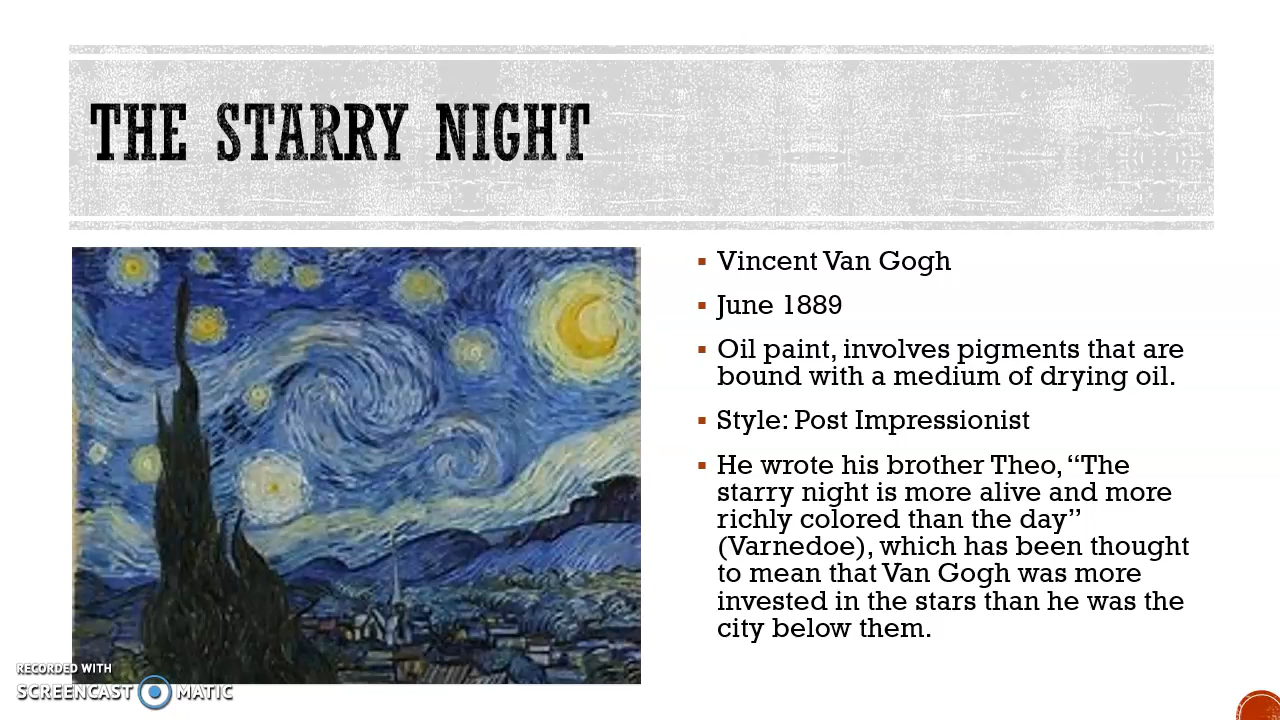 THE STARRY NIGHT
Vincent Van Gogh
June 1889
Oil paint, involves pigments that are
bound with a medium of drying oil.
Style: Post Impressionist
He wrote his brother Theo, “The
starry night is more alive and more
richly colored than the day”
(Varnedoe), which has been thought
to mean that Van Gogh was more
invested in the stars than he was the
city below them.
RECORDED WITH
SCREENCAST MATIC